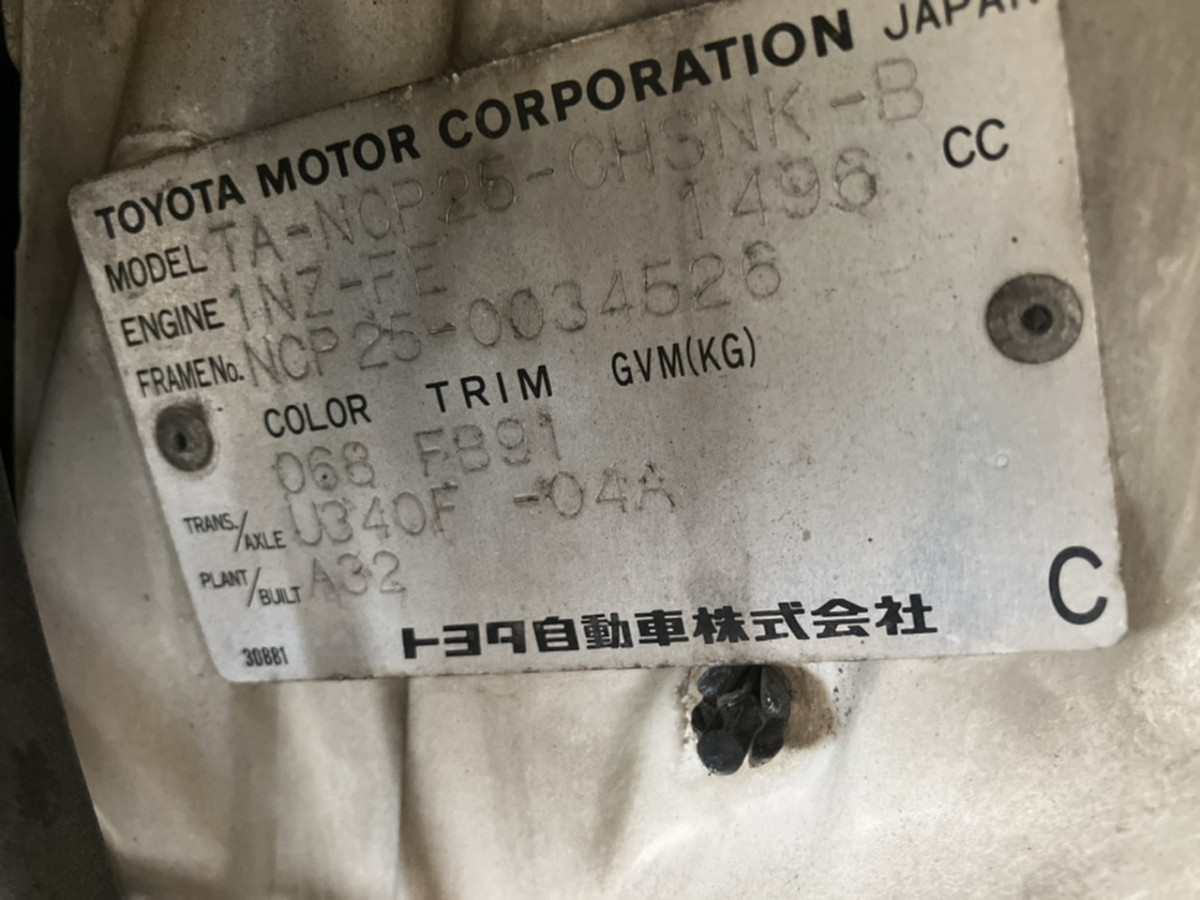 TOYOTA MOTOR CORPORATION JAPAN
MODEL TA-NCP25-CHSNK-B
ENGINE 1NZ-FE 1496 CC
FRAME No. NCP25-0034526
COLOR TRIM GVM(KG)
068 FB91
TRANS./AXLE U340F -04A
PLANT/BUILT A32
C
30881 トヨタ自動車株式会社